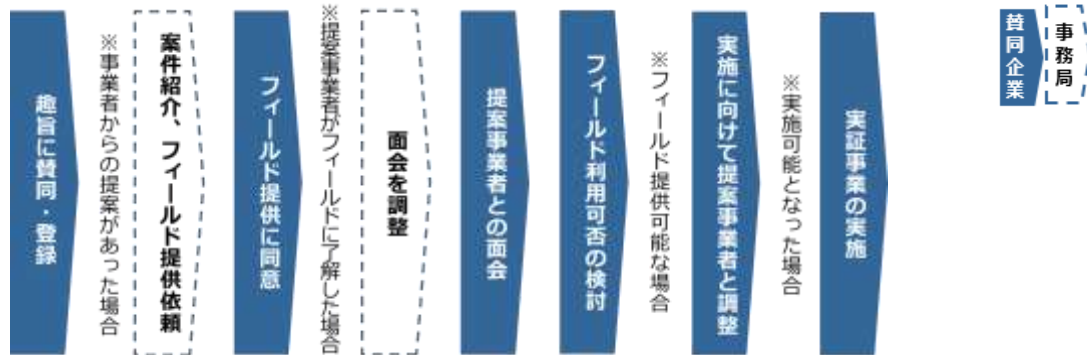 趣旨に賛同・登録
※事業者からの提案があった場合
案件紹介、フィールド提供依頼
フィールド提供に同意
※提案事業者がフィールドに了解した場合
面会を調整
提案事業者との面会
フィールド利用可否の検討
※フィールド提供可能な場合
実施に向けて提案事業者と調整
※実施可能となった場合
実証事業の実施
賛同企業
事務局